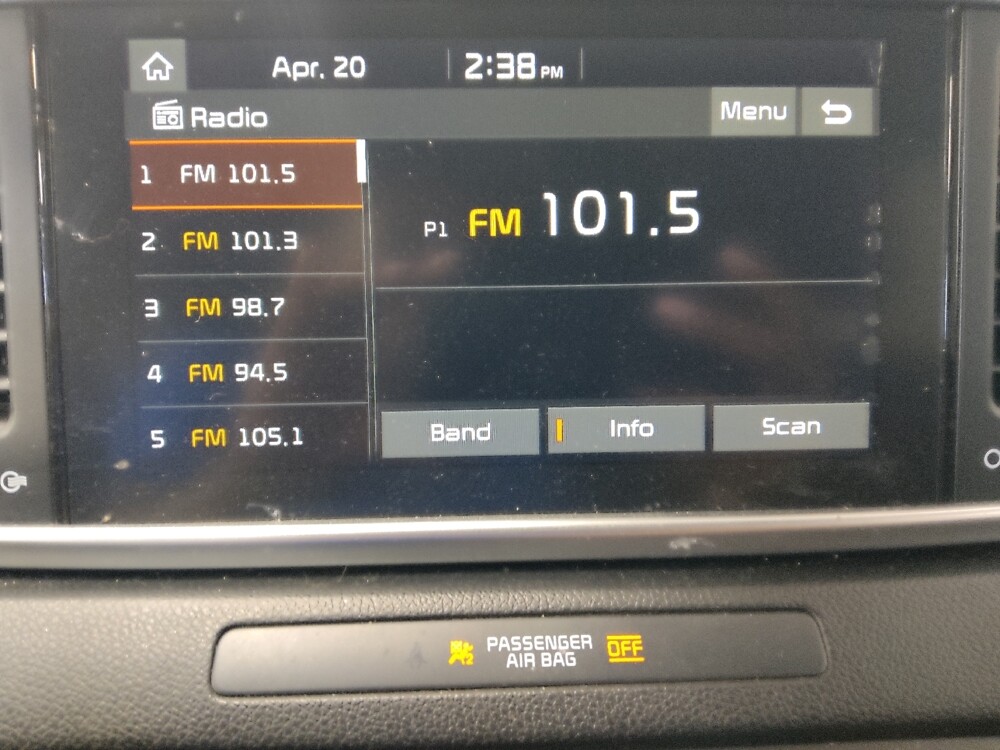 Apr. 20 2:38 PM
Radio Menu
1 FM 101.5
P1 FM 101.5
2 FM 101.3
3 FM 98.7
4 FM 94.5
5 FM 105.1
Band Info Scan
PASSENGER
AIR BAG OFF